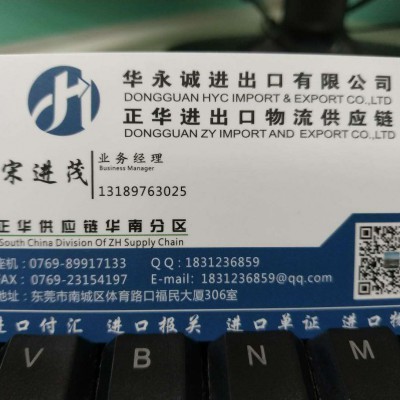 华永诚进出口有限公司
DONGGUAN HYC IMPORT & EXPORT CO.,LTD
正华进出口物流供应链
DONGGUAN ZY IMPORT AND EXPORT CO.,LTD
宋进茂 业务经理
Business Manager
13189763025
正华供应链华南分区
South China Division Of ZH Supply Chain
座机：0769-89917133 QQ：1831236859
FAX：0769-23154197 E-mail：1831236859@qq.com
地址：东莞市南城区体育路口福民大厦306室
进口付汇 进口报关 进口单证 进口物
V B N M